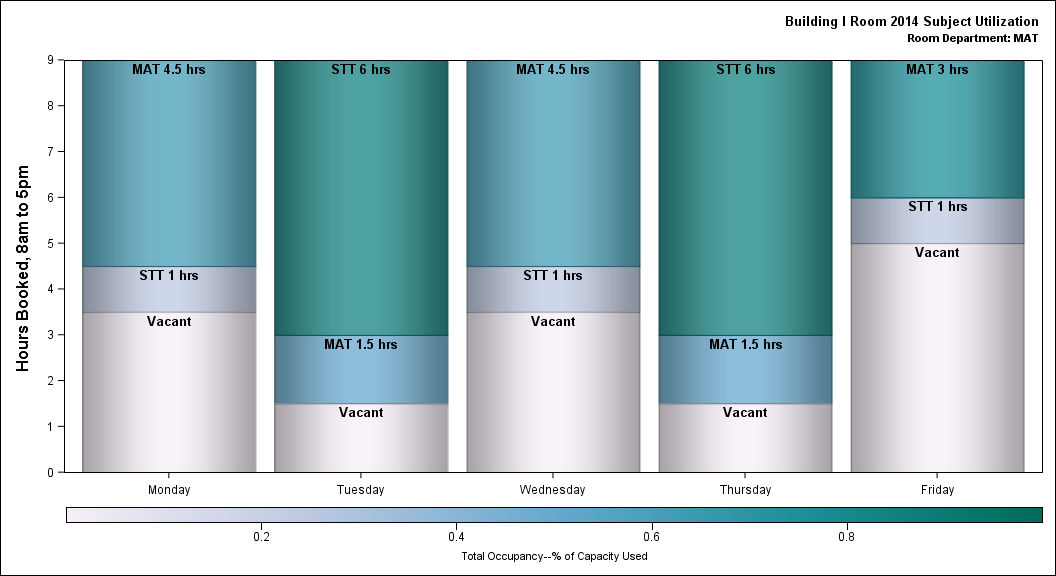 Building I Room 2014 Subject Utilization
Room Department: MAT
Hours Booked, 8am to 5pm
9
8
7
6
5
4
3
2
1
0
MAT 4.5 hrs
STT 1 hrs
Vacant
STT 6 hrs
MAT 1.5 hrs
Vacant
MAT 4.5 hrs
STT 1 hrs
Vacant
STT 6 hrs
MAT 1.5 hrs
Vacant
MAT 3 hrs
STT 1 hrs
Vacant
Monday
Tuesday
Wednesday
Thursday
Friday
0.2
0.4
0.6
0.8
Total Occupancy--% of Capacity Used